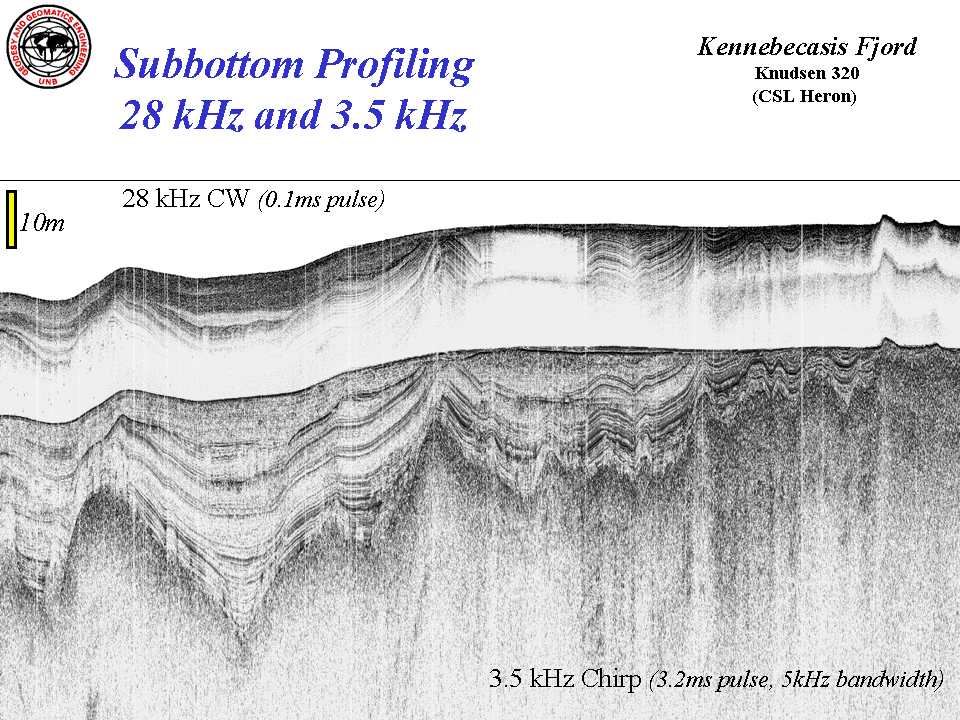 GEODESY AND GEOMATICS ENGINEERING
UNB
Subbottom Profiling
28 kHz and 3.5 kHz
Kennebecasis Fjord
Knudsen 320
(CSL Heron)
28 kHz CW (0.1ms pulse)
10m
3.5 kHz Chirp (3.2ms pulse, 5kHz bandwidth)